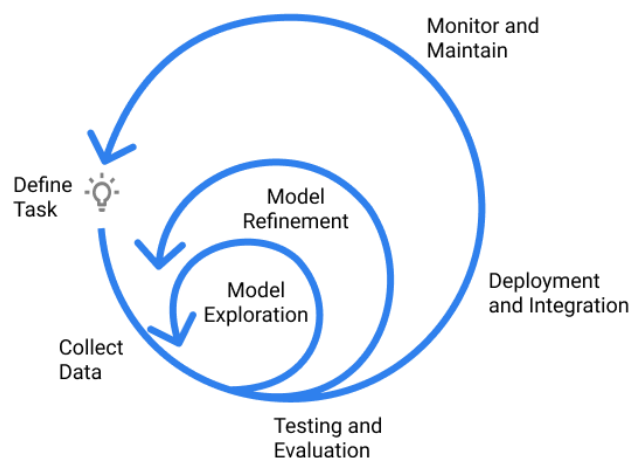 Monitor and
Maintain
Define
Task
Model
Refinement
Model
Exploration
Deployment
and Integration
Collect
Data
Testing and
Evaluation